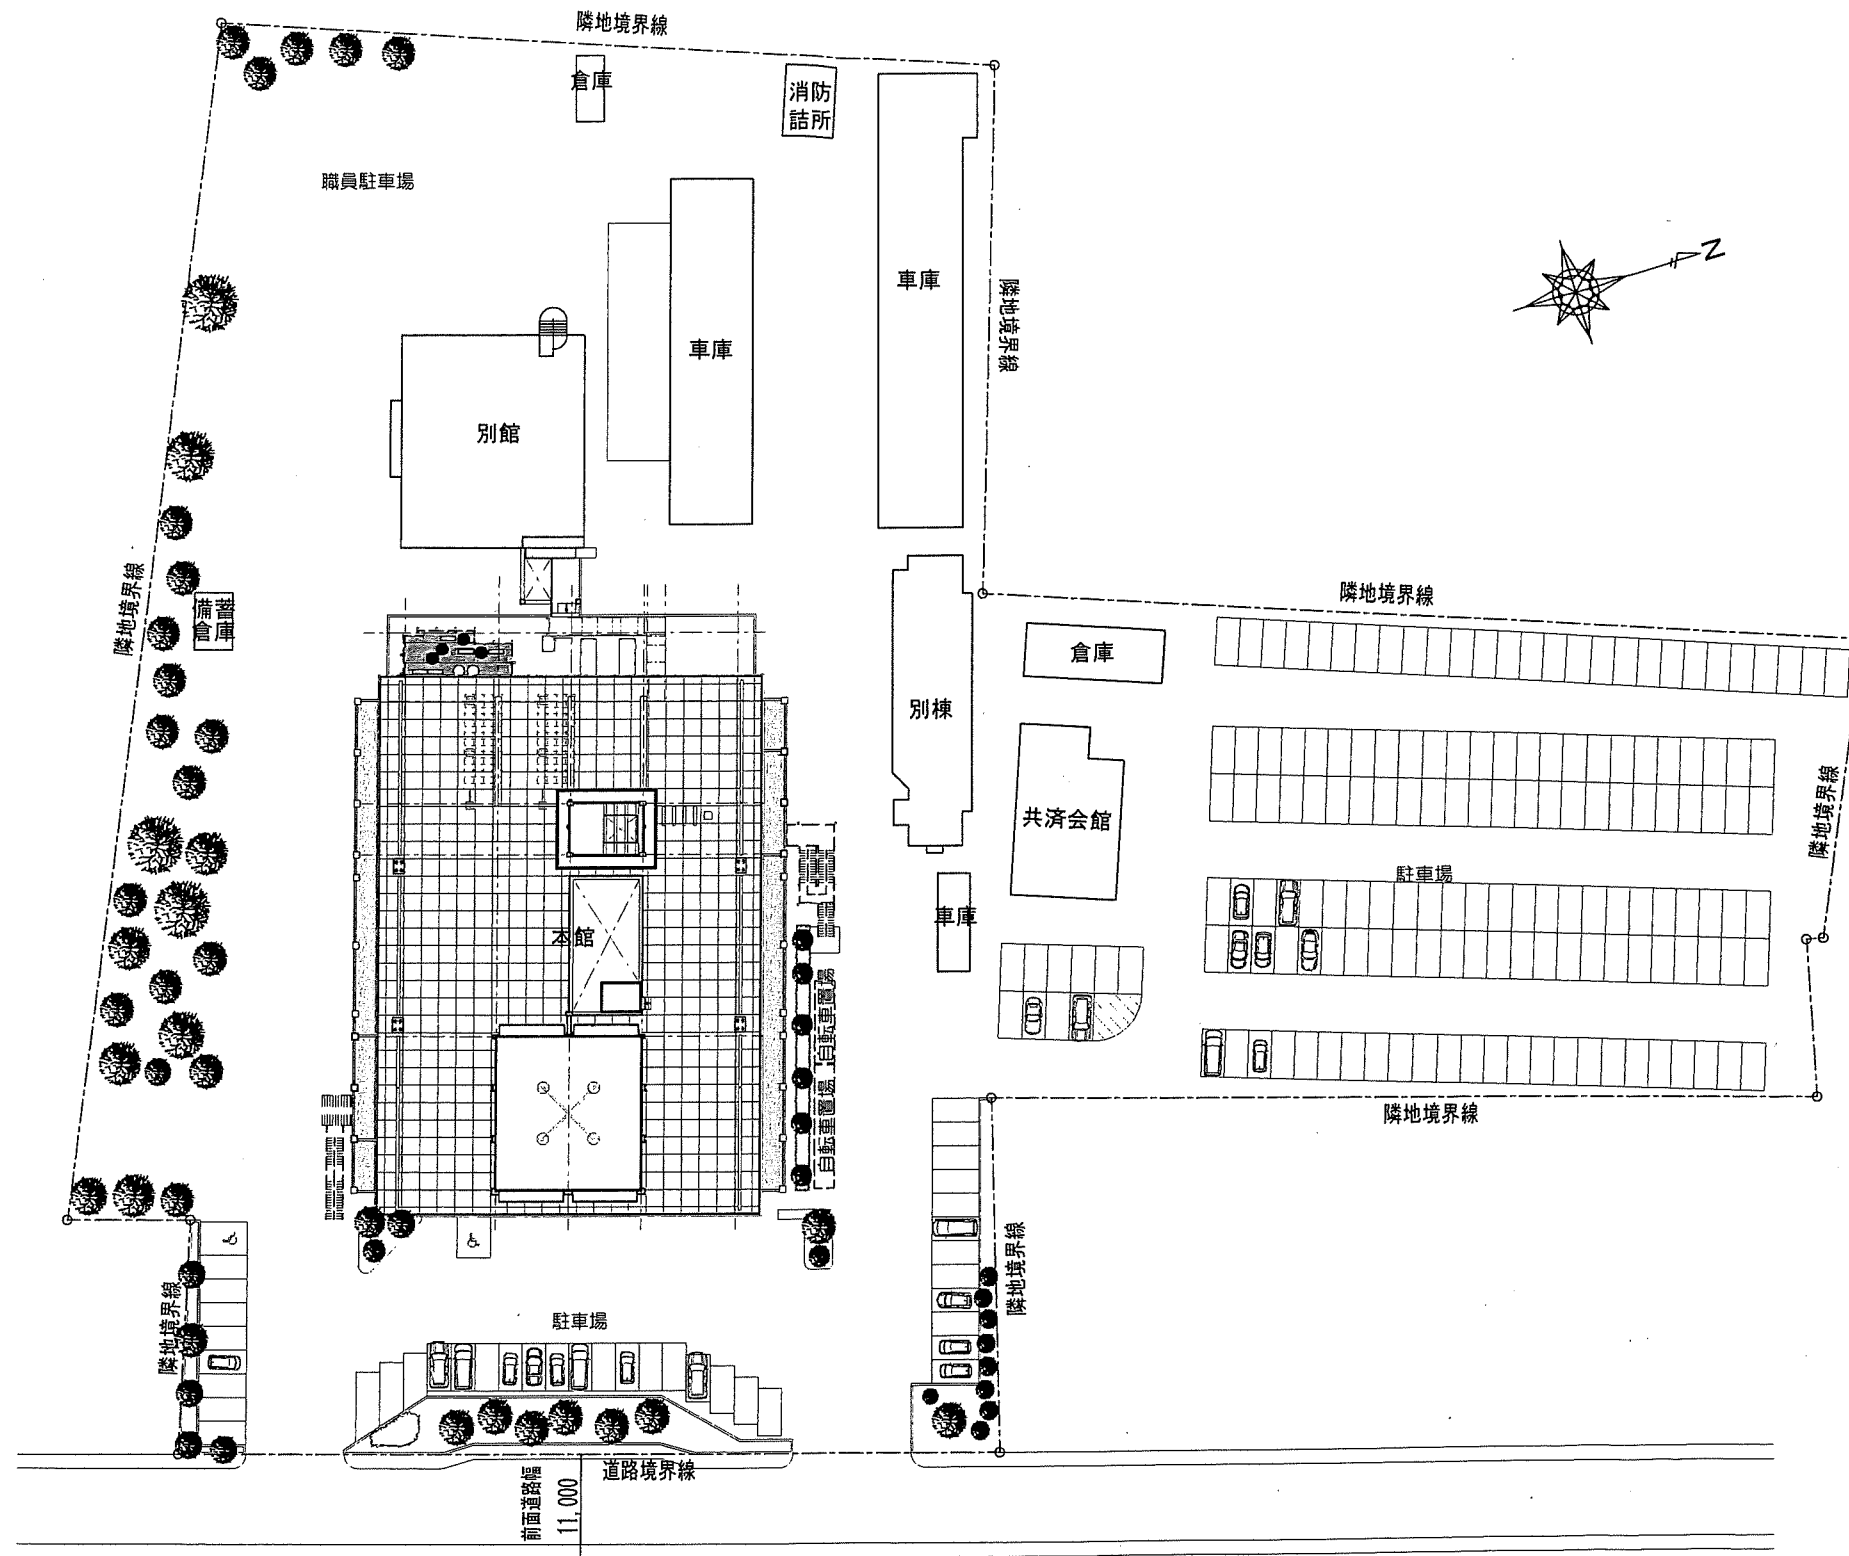 隣地境界線
倉庫
消防
詰所
職員駐車場
車庫
隣地境界線
N
車庫
別館
隣地境界線
隣地境界線
備蓄
倉庫
倉庫
別棟
共済会館
隣地境界線
駐車場
車庫
本館
自転車置場
自転車置場
隣地境界線
隣地境界線
隣地境界線
駐車場
道路境界線
前面道路幅
11,000